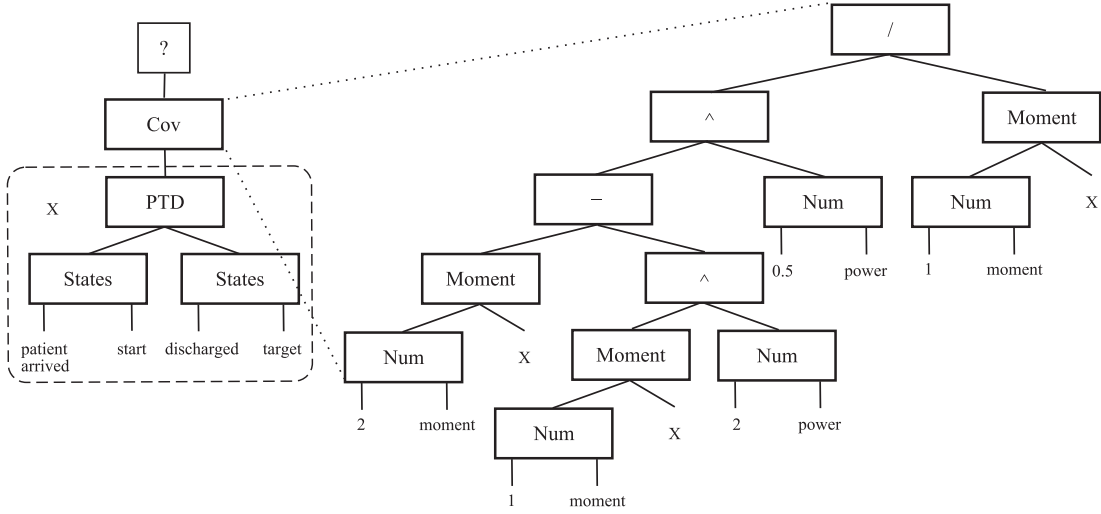 ?
/
Cov
^
Moment
PTD
X
–
Num
Num
X
0.5
power
1
moment
States
States
Moment
^
patient
arrived
start
discharged
target
Num
X
Moment
Num
2
moment
Num
X
2
power
1
moment